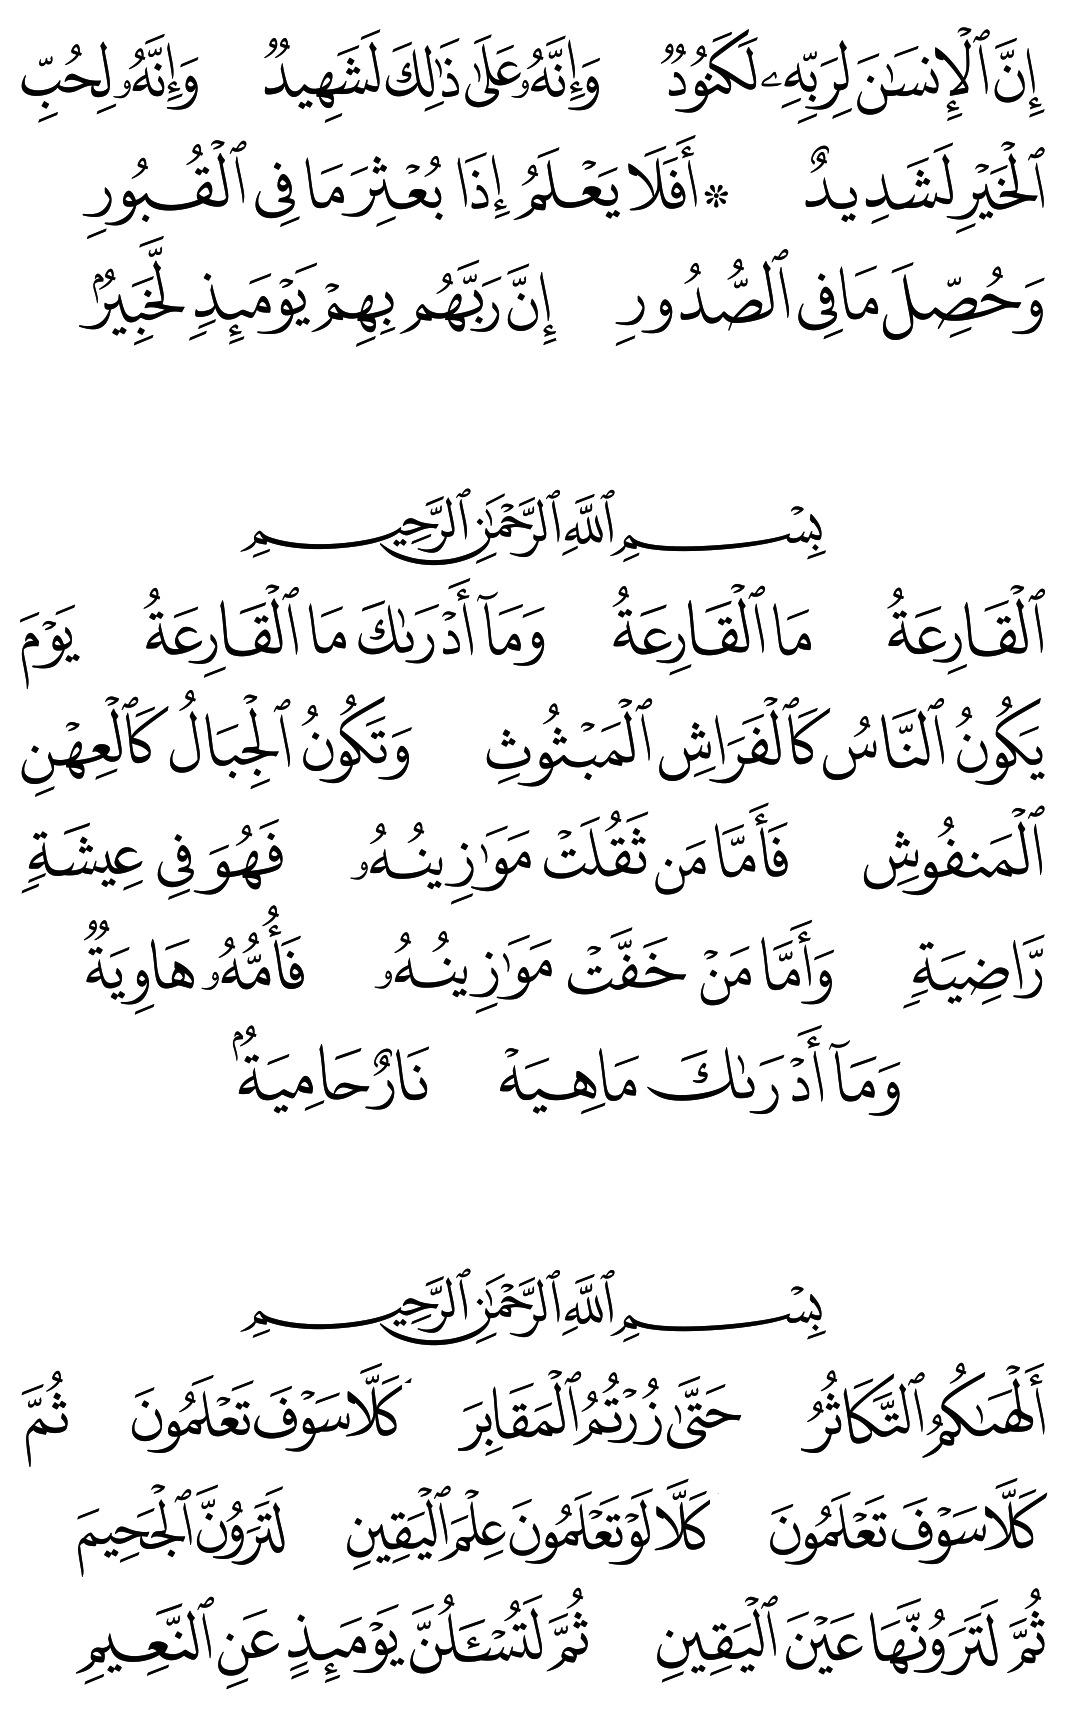 إِنَّ ٱلْإِنسَـٰنَ لِرَبِّهِۦ لَكَنُودٌ وَإِنَّهُۥ عَلَىٰ ذَٰلِكَ لَشَهِيدٌ وَإِنَّهُۥ لِحُبِّ
ٱلْخَيْرِ لَشَدِيدٌ * أَفَلَا يَعْلَمُ إِذَا بُعْثِرَ مَا فِى ٱلْقُبُورِ
وَحُصِّلَ مَا فِى ٱلصُّدُورِ إِنَّ رَبَّهُم بِهِمْ يَوْمَئِذٍ لَّخَبِيرٌۢ
بِسْمِ ٱللَّهِ ٱلرَّحْمَـٰنِ ٱلرَّحِيمِ
ٱلْقَارِعَةُ مَا ٱلْقَارِعَةُ وَمَآ أَدْرَىٰكَ مَا ٱلْقَارِعَةُ يَوْمَ
يَكُونُ ٱلنَّاسُ كَٱلْفَرَاشِ ٱلْمَبْثُوثِ وَتَكُونُ ٱلْجِبَالُ كَٱلْعِهْنِ
ٱلْمَنفُوشِ فَأَمَّا مَن ثَقُلَتْ مَوَٰزِينُهُۥ فَهُوَ فِى عِيشَةٍ
رَّاضِيَةٍ وَأَمَّا مَنْ خَفَّتْ مَوَٰزِينُهُۥ فَأُمُّهُۥ هَاوِيَةٌ
وَمَآ أَدْرَىٰكَ مَا هِيَهْ نَارٌ حَامِيَةٌۢ
بِسْمِ ٱللَّهِ ٱلرَّحْمَـٰنِ ٱلرَّحِيمِ
أَلْهَىٰكُمُ ٱلتَّكَاثُرُ حَتَّىٰ زُرْتُمُ ٱلْمَقَابِرَ كَلَّا سَوْفَ تَعْلَمُونَ ثُمَّ
كَلَّا سَوْفَ تَعْلَمُونَ كَلَّا لَوْ تَعْلَمُونَ عِلْمَ ٱلْيَقِينِ لَتَرَوُنَّ ٱلْجَحِيمَ
ثُمَّ لَتَرَوُنَّهَا عَيْنَ ٱلْيَقِينِ ثُمَّ لَتُسْـَٔلُنَّ يَوْمَئِذٍ عَنِ ٱلنَّعِيمِ